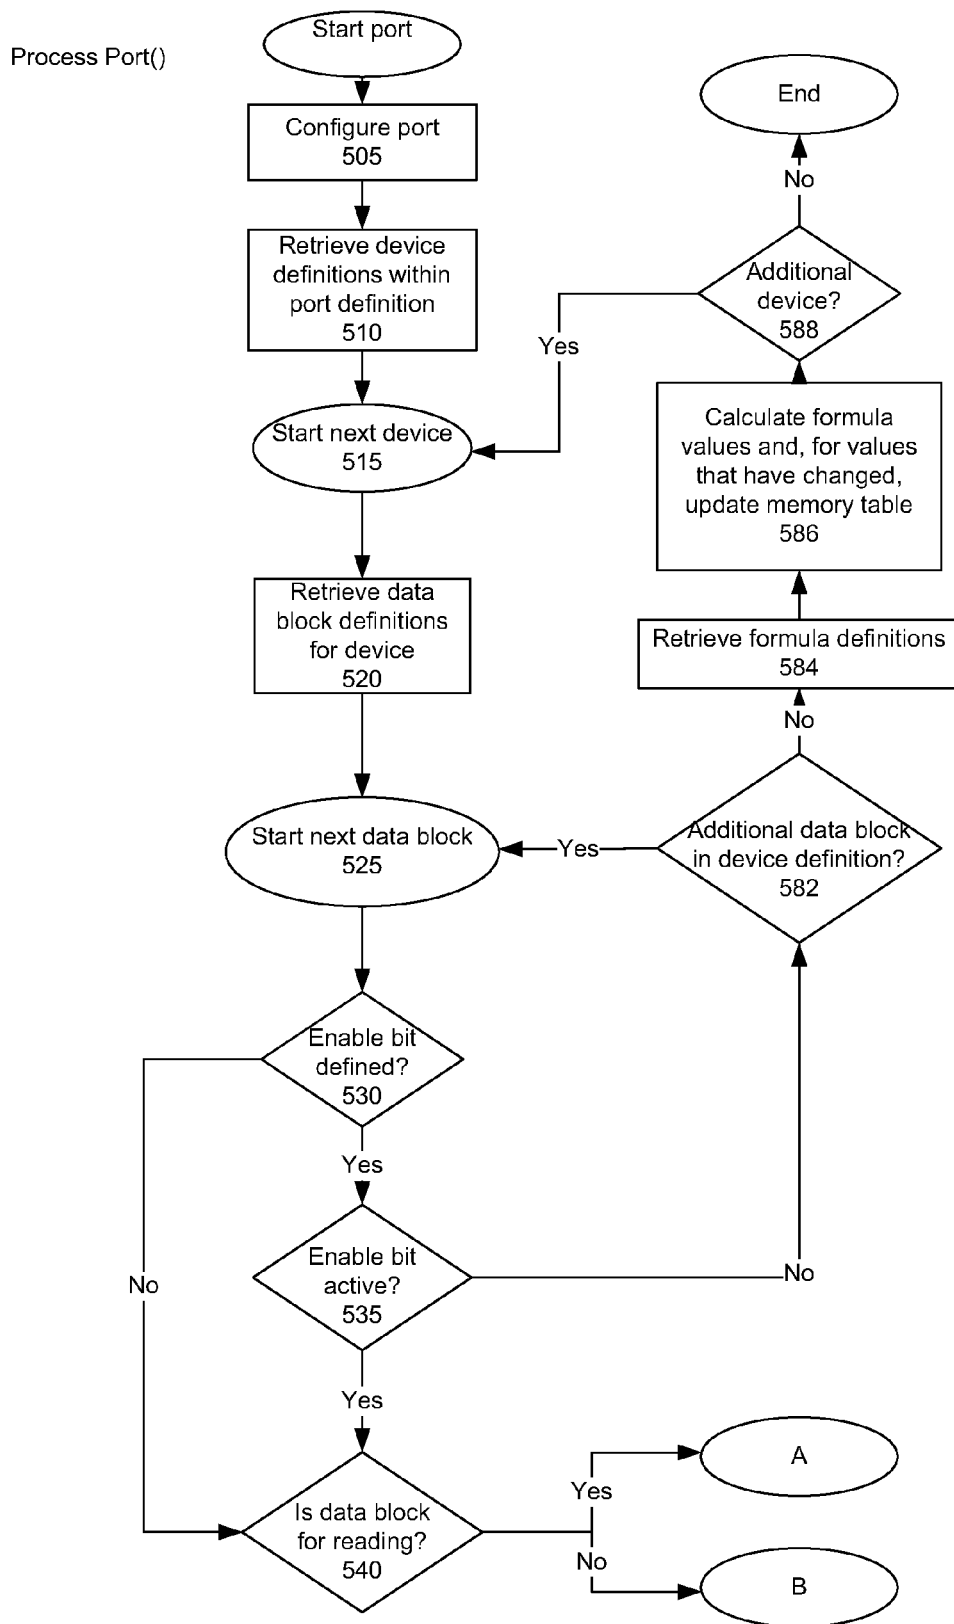 Process Port()
Start port
Configure port
505
Retrieve device
definitions within
port definition
510
Start next device
515
Retrieve data
block definitions
for device
520
Start next data block
525
Enable bit
defined?
530
Yes
No
Enable bit
active?
535
Yes
No
Is data block
for reading?
540
Yes
No
A
B
Additional data block
in device definition?
582
Yes
No
Retrieve formula definitions
584
Calculate formula
values and, for values
that have changed,
update memory table
586
Additional
device?
588
Yes
No
End